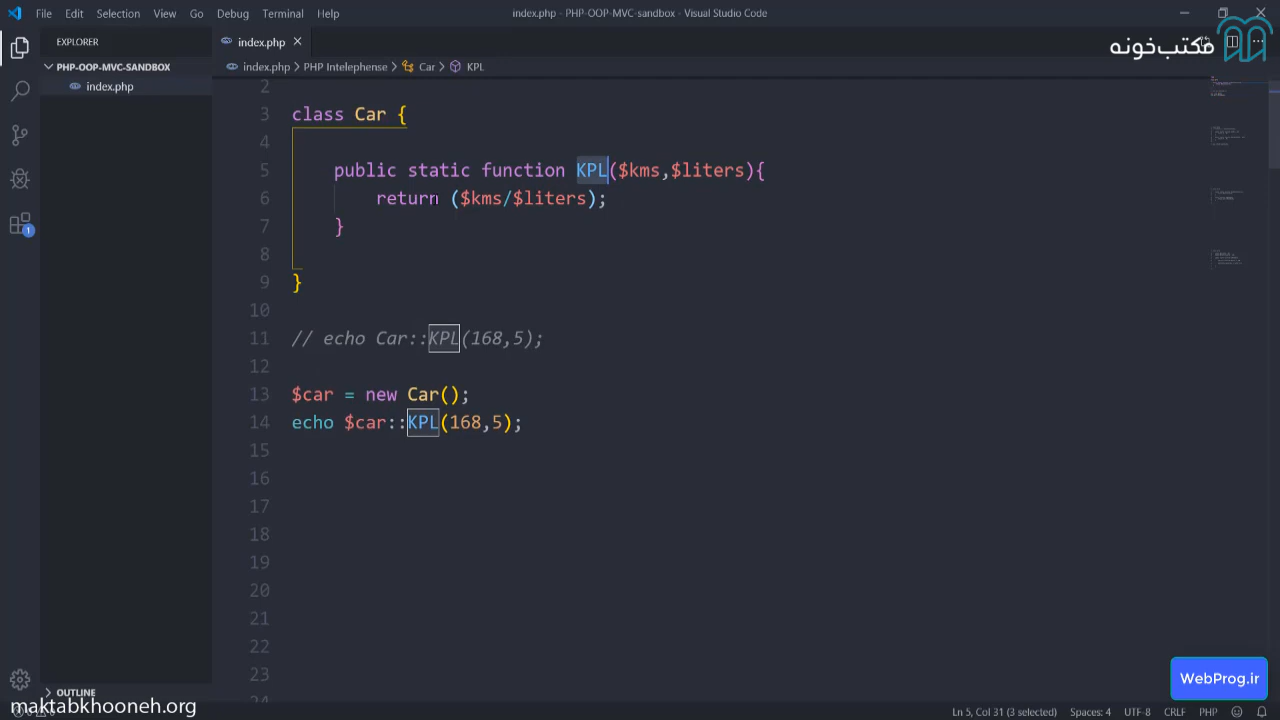 File Edit Selection View Go Debug Terminal Help
index.php - PHP-OOP-MVC-sandbox - Visual Studio Code
EXPLORER
index.php
مکتب‌خونه
PHP-OOP-MVC-SANDBOX
index.php
index.php PHP Intelephense Car KPL
2
3 class Car {
4
5 public static function KPL($kms,$liters){
6 return ($kms/$liters);
7 }
8
9 }
10
11 // echo Car::KPL(168,5);
12
13 $car = new Car();
14 echo $car::KPL(168,5);
15
16
17
18
19
20
21
22
23
24
1
OUTLINE
WebProg.ir
maktabkhooneh.org
Ln 5, Col 31 (3 selected) Spaces: 4 UTF-8 CRLF PHP